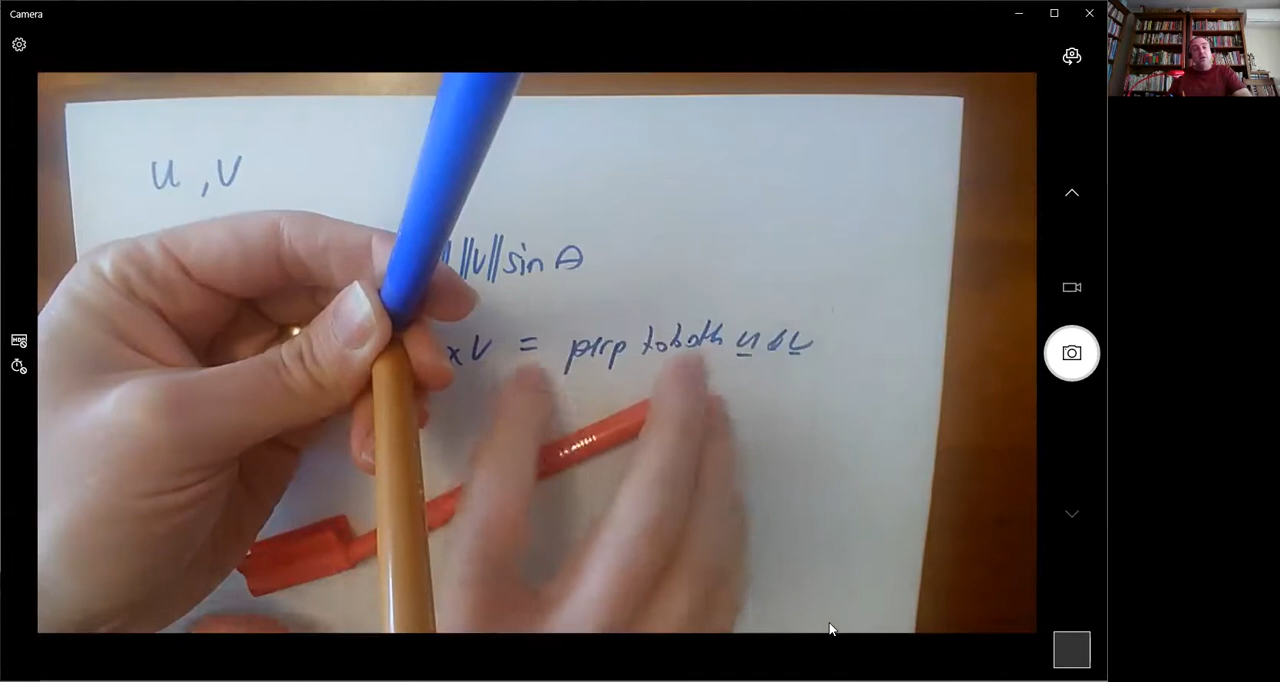 Camera
u , v
||v|| sin θ
x v = perp to both u & v